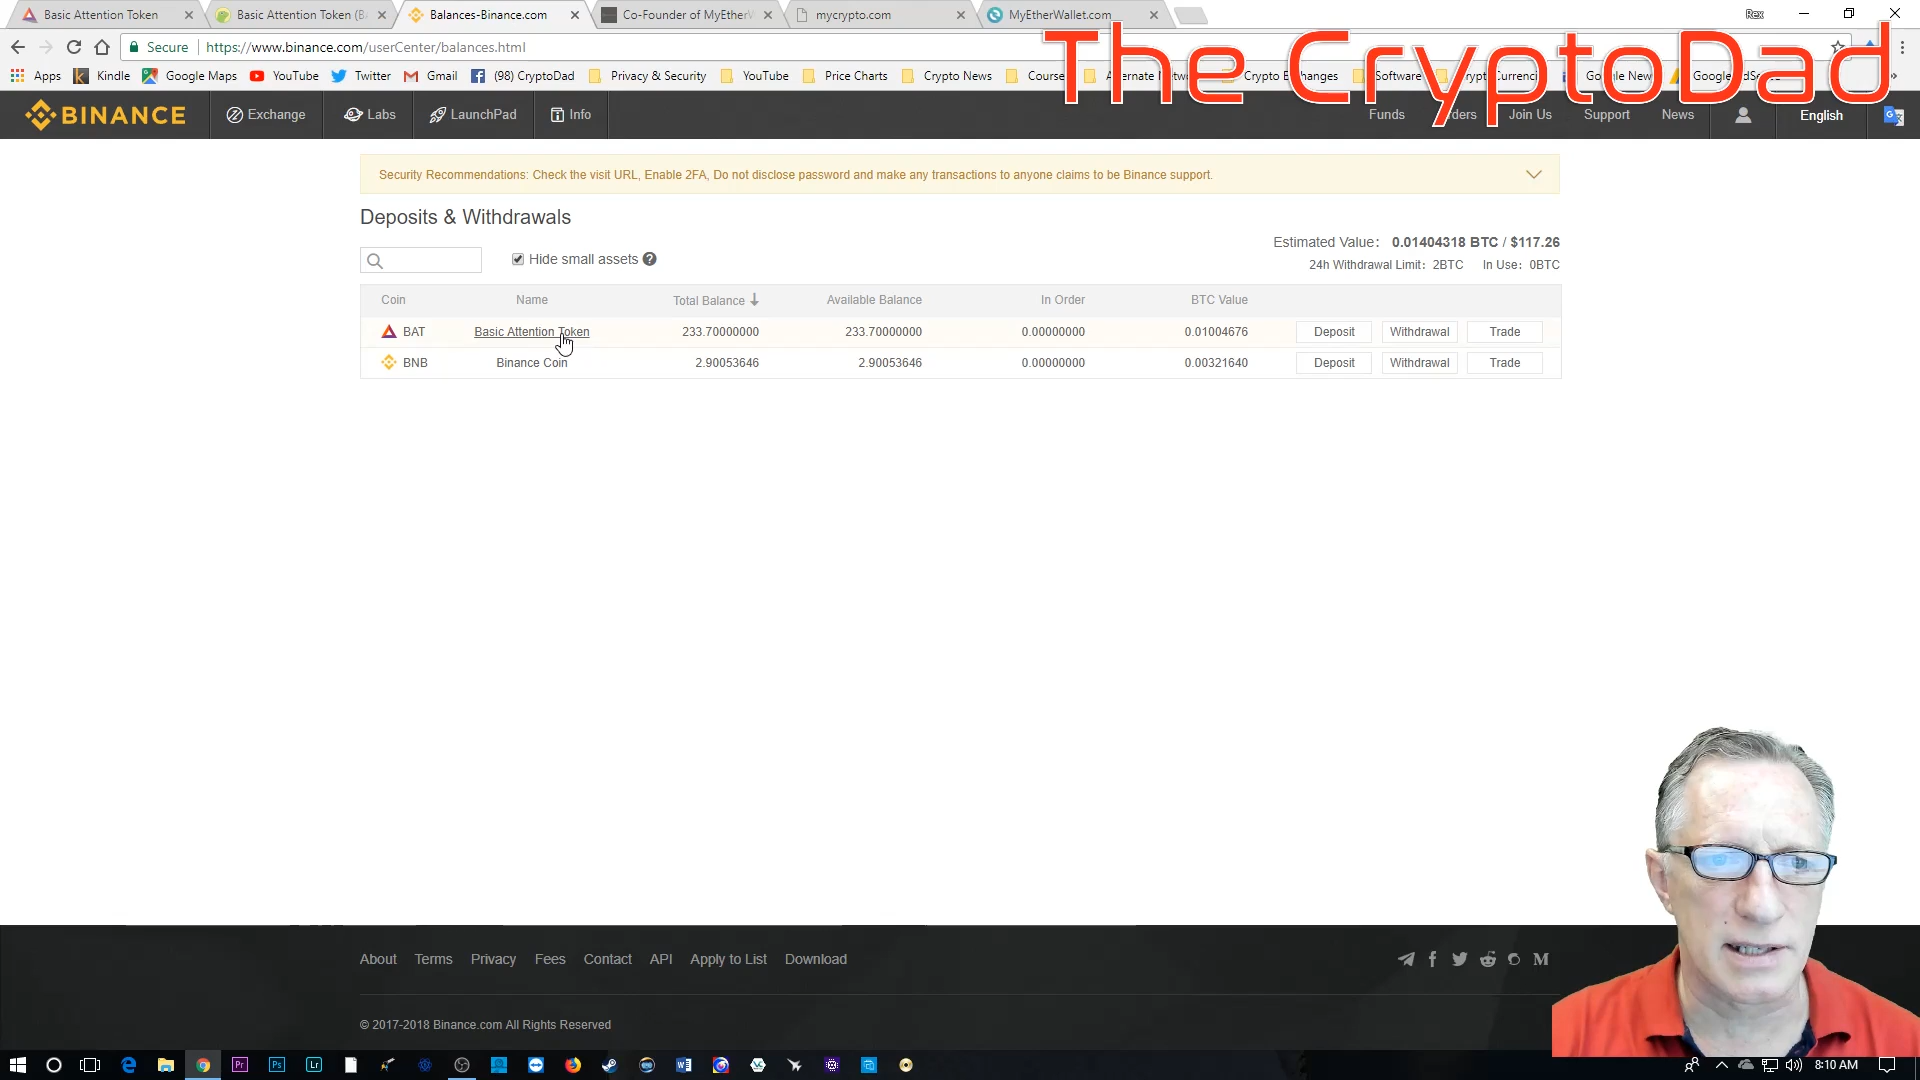 Basic Attention Token
Basic Attention Token (B
Balances-Binance.com
Co-Founder of MyEther
mycrypto.com
MyEtherWallet.com
Rex
Secure
https://www.binance.com/userCenter/balances.html
The CryptoDad
Apps
Kindle
Google Maps
YouTube
Twitter
Gmail
(98) CryptoDad
Privacy & Security
YouTube
Price Charts
Crypto News
Course
Crypto Exchanges
Software
Google New
BINANCE
Exchange
Labs
LaunchPad
Info
Funds
Join Us
Support
News
English
Security Recommendations: Check the visit URL, Enable 2FA, Do not disclose password and make any transactions to anyone claims to be Binance support.
Deposits & Withdrawals
Hide small assets ?
Estimated Value: 0.01404318 BTC / $117.26
24h Withdrawal Limit: 2BTC In Use: 0BTC
Coin Name Total Balance Available Balance In Order BTC Value
BAT Basic Attention Token 233.70000000 233.70000000 0.00000000 0.01004676 Deposit Withdrawal Trade
BNB Binance Coin 2.90053646 2.90053646 0.00000000 0.00321640 Deposit Withdrawal Trade
About Terms Privacy Fees Contact API Apply to List Download
© 2017-2018 Binance.com All Rights Reserved
8:10 AM